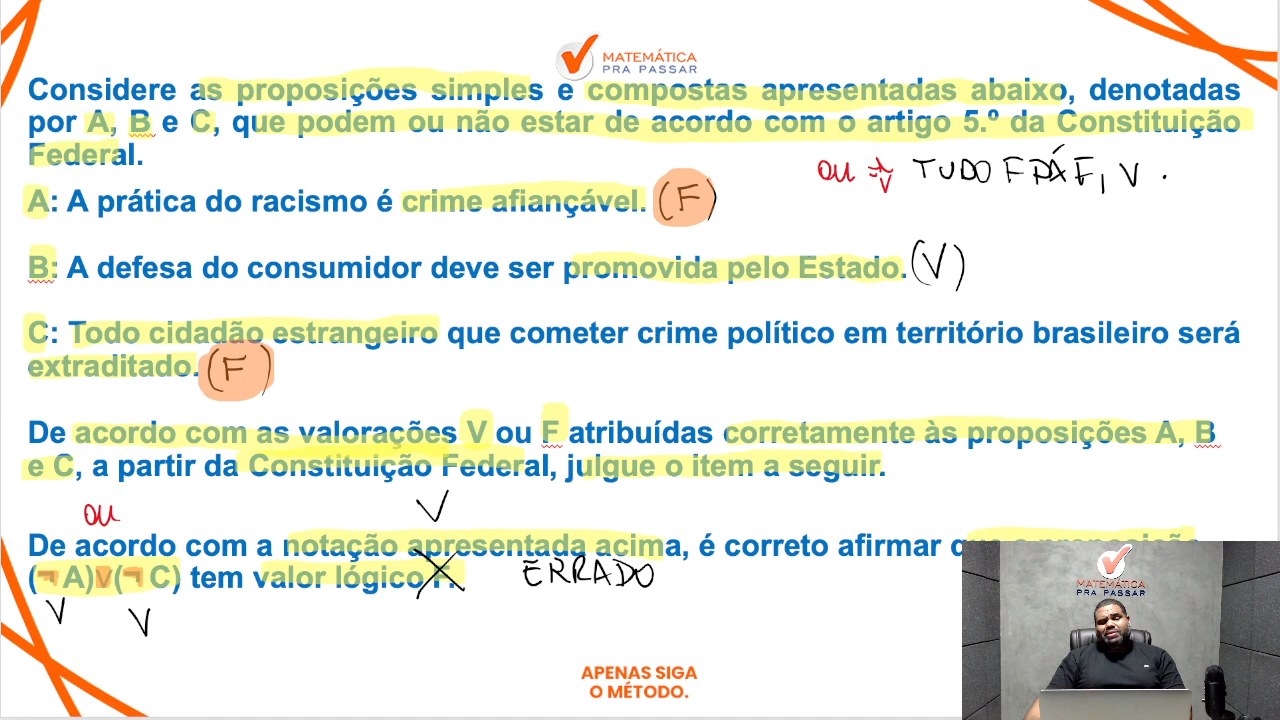 MATEMÁTICA
PRA PASSAR
Considere as proposições simples e compostas apresentadas abaixo, denotadas
por A, B e C, que podem ou não estar de acordo com o artigo 5.º da Constituição
Federal.
OU → V TUDO F DÁ F, V.
A: A prática do racismo é crime afiançável. (F)
B: A defesa do consumidor deve ser promovida pelo Estado. (V)
C: Todo cidadão estrangeiro que cometer crime político em território brasileiro será
extraditado. (F)
De acordo com as valorações V ou F atribuídas corretamente às proposições A, B
e C, a partir da Constituição Federal, julgue o item a seguir.
OU V
De acordo com a notação apresentada acima, é correto afirmar que a proposição
(¬A)V(¬C) tem valor lógico F. ERRADO
V V
MATEMÁTICA
PRA PASSAR
APENAS SIGA
O MÉTODO.